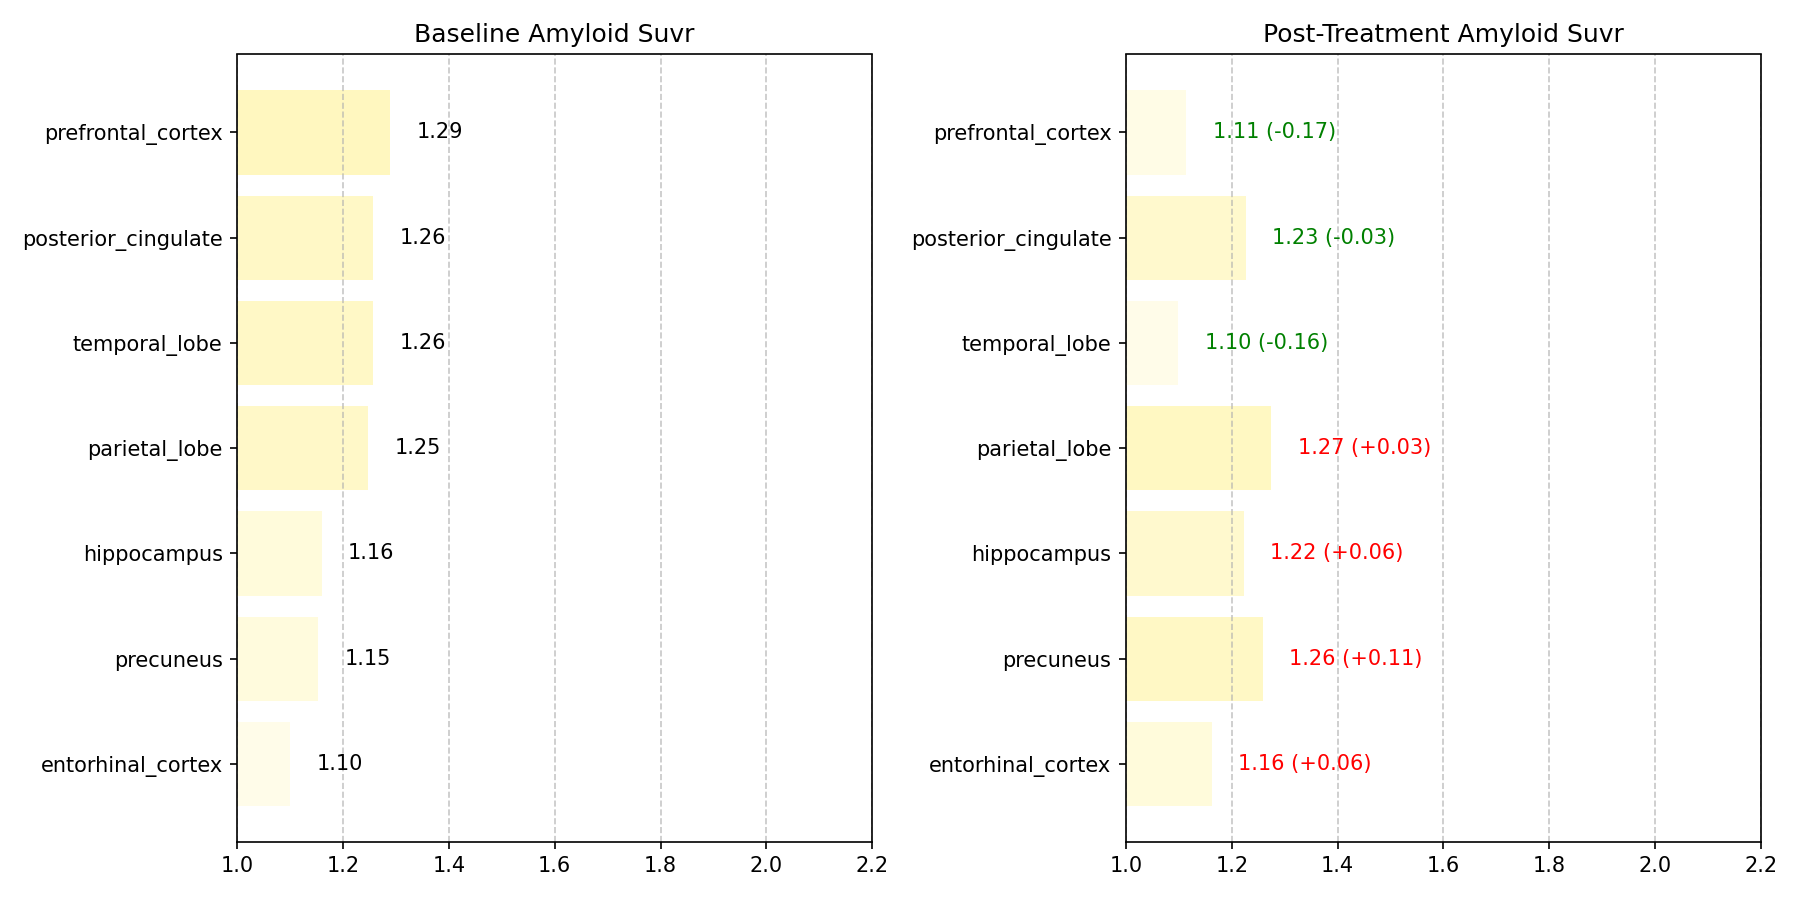 Baseline Amyloid Suvr
prefrontal_cortex
1.29
posterior_cingulate
1.26
temporal_lobe
1.26
parietal_lobe
1.25
hippocampus
1.16
precuneus
1.15
entorhinal_cortex
1.10
1.0 1.2 1.4 1.6 1.8 2.0 2.2
Post-Treatment Amyloid Suvr
prefrontal_cortex
1.11 (-0.17)
posterior_cingulate
1.23 (-0.03)
temporal_lobe
1.10 (-0.16)
parietal_lobe
1.27 (+0.03)
hippocampus
1.22 (+0.06)
precuneus
1.26 (+0.11)
entorhinal_cortex
1.16 (+0.06)
1.0 1.2 1.4 1.6 1.8 2.0 2.2